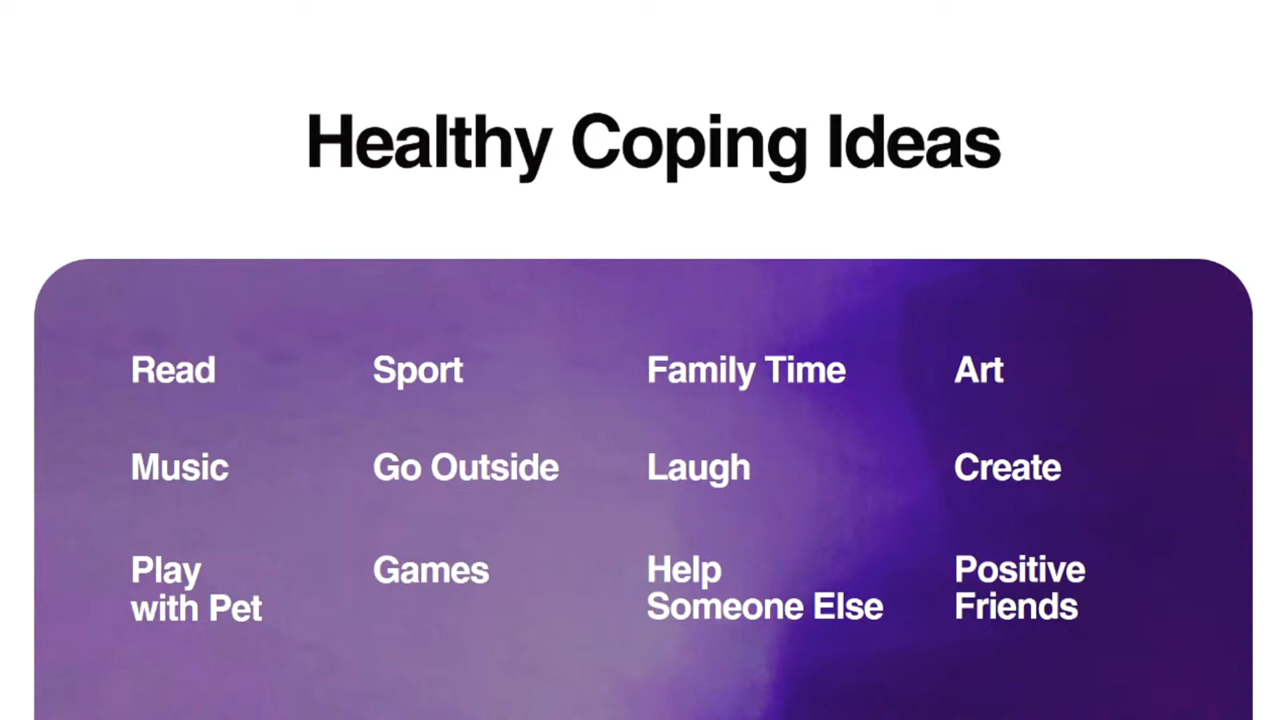 Healthy Coping Ideas
Read
Sport
Family Time
Art
Music
Go Outside
Laugh
Create
Play
with Pet
Games
Help
Someone Else
Positive
Friends